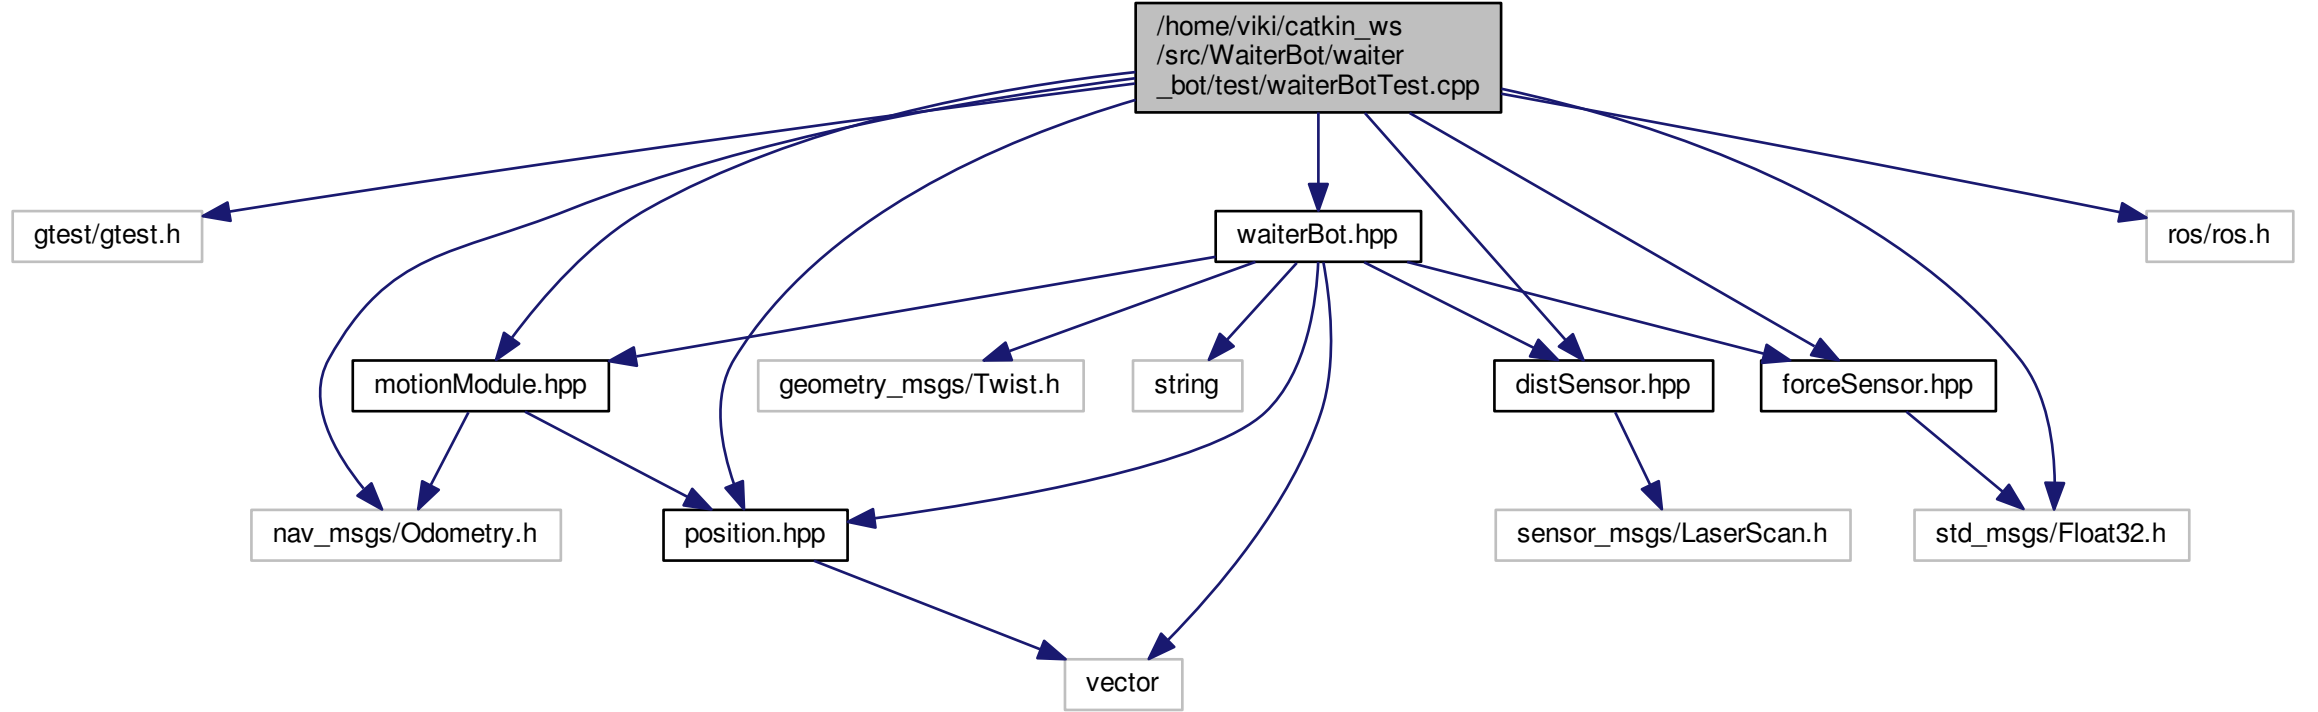 /home/viki/catkin_ws
/src/WaiterBot/waiter
_bot/test/waiterBotTest.cpp
gtest/gtest.h
waiterBot.hpp
ros/ros.h
motionModule.hpp
geometry_msgs/Twist.h
string
distSensor.hpp
forceSensor.hpp
nav_msgs/Odometry.h
position.hpp
sensor_msgs/LaserScan.h
std_msgs/Float32.h
vector